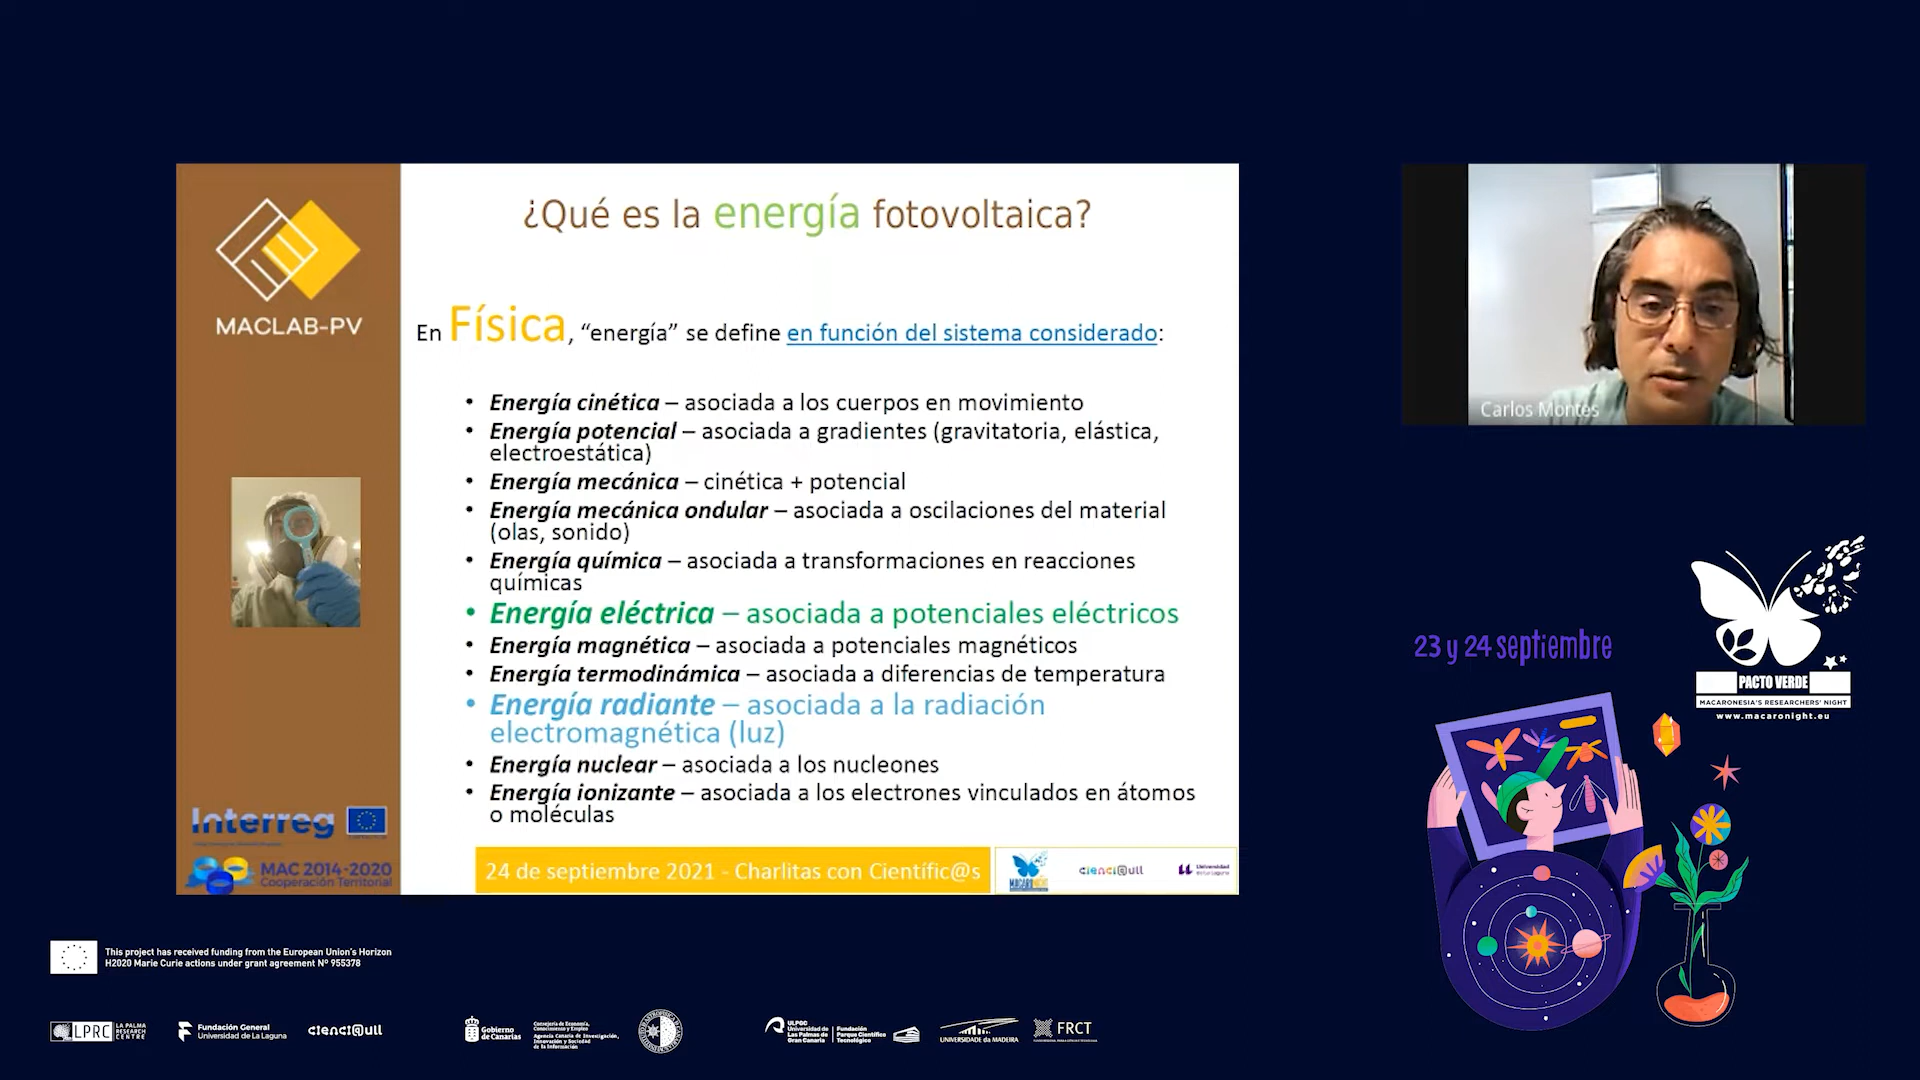 ¿Qué es la energía fotovoltaica?
MACLAB-PV
En Física, “energía” se define en función del sistema considerado:
• Energía cinética – asociada a los cuerpos en movimiento
• Energía potencial – asociada a gradientes (gravitatoria, elástica,
electroestática)
• Energía mecánica – cinética + potencial
• Energía mecánica ondular – asociada a oscilaciones del material
(olas, sonido)
• Energía química – asociada a transformaciones en reacciones
químicas
• Energía eléctrica – asociada a potenciales eléctricos
• Energía magnética – asociada a potenciales magnéticos
• Energía termodinámica – asociada a diferencias de temperatura
• Energía radiante – asociada a la radiación
electromagnética (luz)
• Energía nuclear – asociada a los nucleones
• Energía ionizante – asociada a los electrones vinculados en átomos
o moléculas
Interreg
MAC 2014-2020
Cooperación Territorial
24 de septiembre 2021 - Charlitas con Científic@s
MACARONIGHT
cienci@ull
Universidad
Carlos Montes
23 y 24 septiembre
PACTO VERDE
MACARONESIA'S RESEARCHERS' NIGHT
www.macaronight.eu
This project has received funding from the European Union's Horizon
H2020 Marie Curie actions under grant agreement Nº 955378
LPRC
LA PALMA
RESEARCH
CENTRE
Fundación General
Universidad de La Laguna
cienci@ull
Gobierno
de Canarias
Consejería de Economía,
Conocimiento y Empleo
Agencia Canaria de Investigación,
Innovación y Sociedad
de la Información
ULPGC
Universidad de
Las Palmas de
Gran Canaria
Fundación
Parque Científico
Tecnológico
UNIVERSIDADE da MADEIRA
FRCT